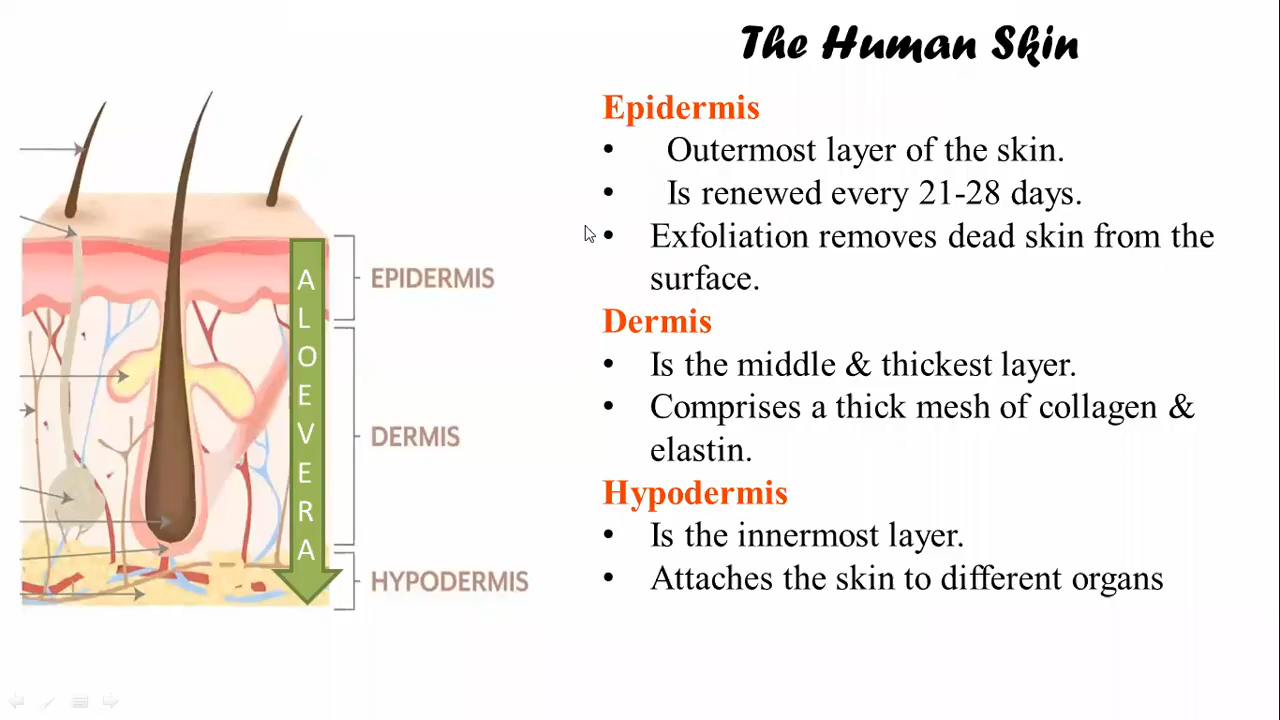 The Human Skin
Epidermis
• Outermost layer of the skin.
• Is renewed every 21-28 days.
• Exfoliation removes dead skin from the
surface.
Dermis
• Is the middle & thickest layer.
• Comprises a thick mesh of collagen &
elastin.
Hypodermis
• Is the innermost layer.
• Attaches the skin to different organs
EPIDERMIS
DERMIS
HYPODERMIS
A
L
O
E
V
E
R
A